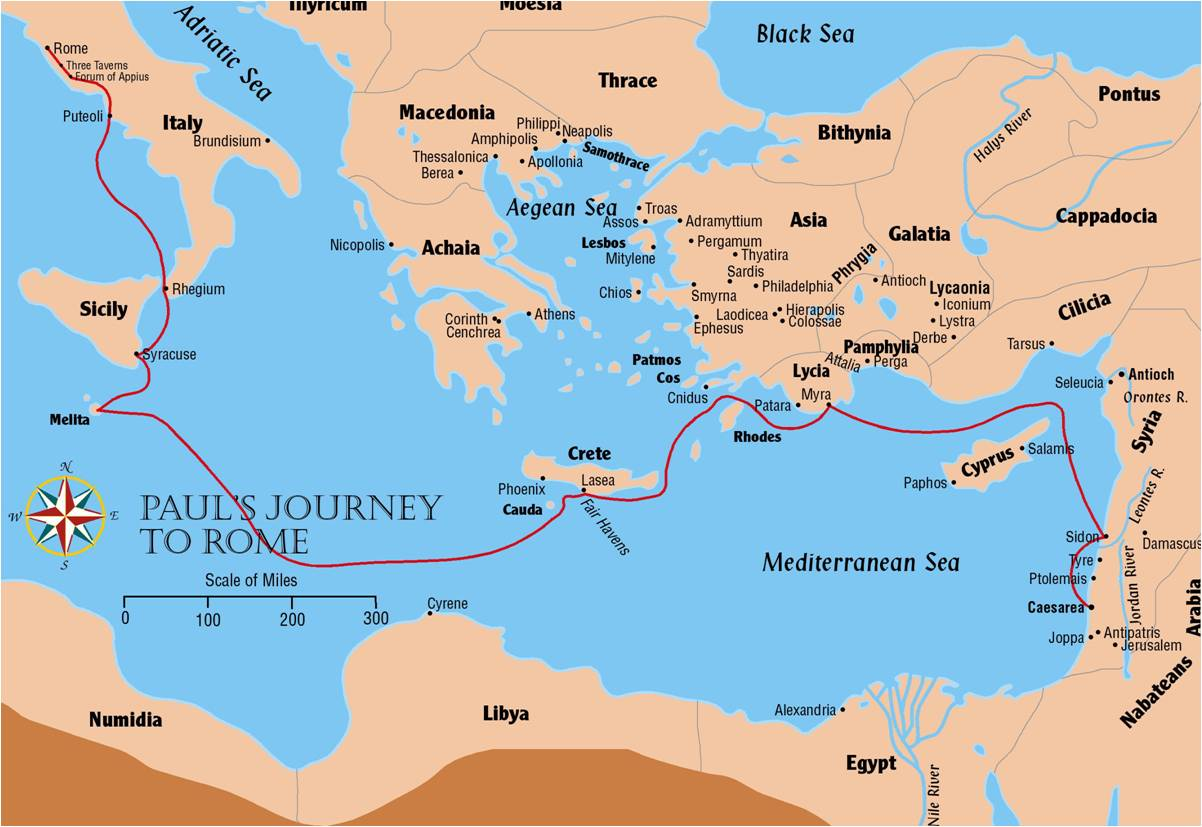 Illyricum
Moesia
Adriatic Sea
Black Sea
Rome
Three Taverns
Forum of Appius
Thrace
Pontus
Macedonia
Puteoli
Italy
Brundisium
Philippi
Neapolis
Amphipolis
Bithynia
Halys River
Thessalonica
Apollonia
Samothrace
Berea
Aegean Sea
Troas
Assos
Adramyttium
Asia
Cappadocia
Galatia
Nicopolis
Achaia
Lesbos
Mitylene
Pergamum
Thyatira
Phrygia
Sardis
Philadelphia
Antioch
Lycaonia
Iconium
Rhegium
Chios
Smyrna
Sicily
Cilicia
Corinth
Cenchrea
Athens
Ephesus
Laodicea
Hierapolis
Colossae
Lystra
Derbe
Tarsus
Syracuse
Patmos
Cos
Pamphylia
Attalia
Perga
Lycia
Seleucia
Antioch
Orontes R.
Cnidus
Patara
Myra
Melita
Rhodes
Syria
Crete
Cyprus
Salamis
Paphos
Phoenix
Lasea
Cauda
Fair Havens
Leontes R.
N
W
E
S
PAUL'S JOURNEY
TO ROME
Sidon
Damascus
Mediterranean Sea
Tyre
Ptolemais
Jordan River
Scale of Miles
0 100 200 300
Cyrene
Caesarea
Arabia
Joppa
Antipatris
Jerusalem
Nabateans
Numidia
Libya
Alexandria
Egypt
Nile River